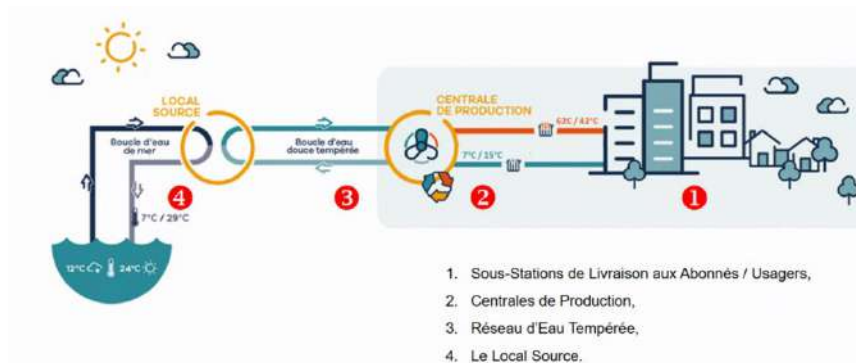 LOCAL
SOURCE
CENTRALE
DE PRODUCTION
63°C / 43°C
Boucle d'eau
de mer
Boucle d'eau
douce tempérée
7°C / 15°C
4
3
2
1
7°C / 29°C
12°C 24°C
1. Sous-Stations de Livraison aux Abonnés / Usagers,
2. Centrales de Production,
3. Réseau d'Eau Tempérée,
4. Le Local Source.